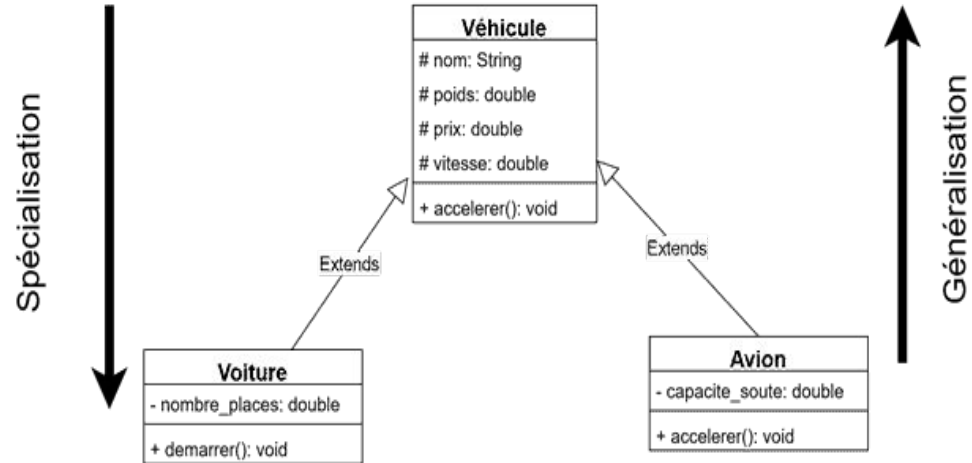 Spécialisation
Véhicule
# nom: String
# poids: double
# prix: double
# vitesse: double
+ accelerer(): void
Généralisation
Extends
Extends
Voiture
- nombre_places: double
+ demarrer(): void
Avion
- capacite_soute: double
+ accelerer(): void